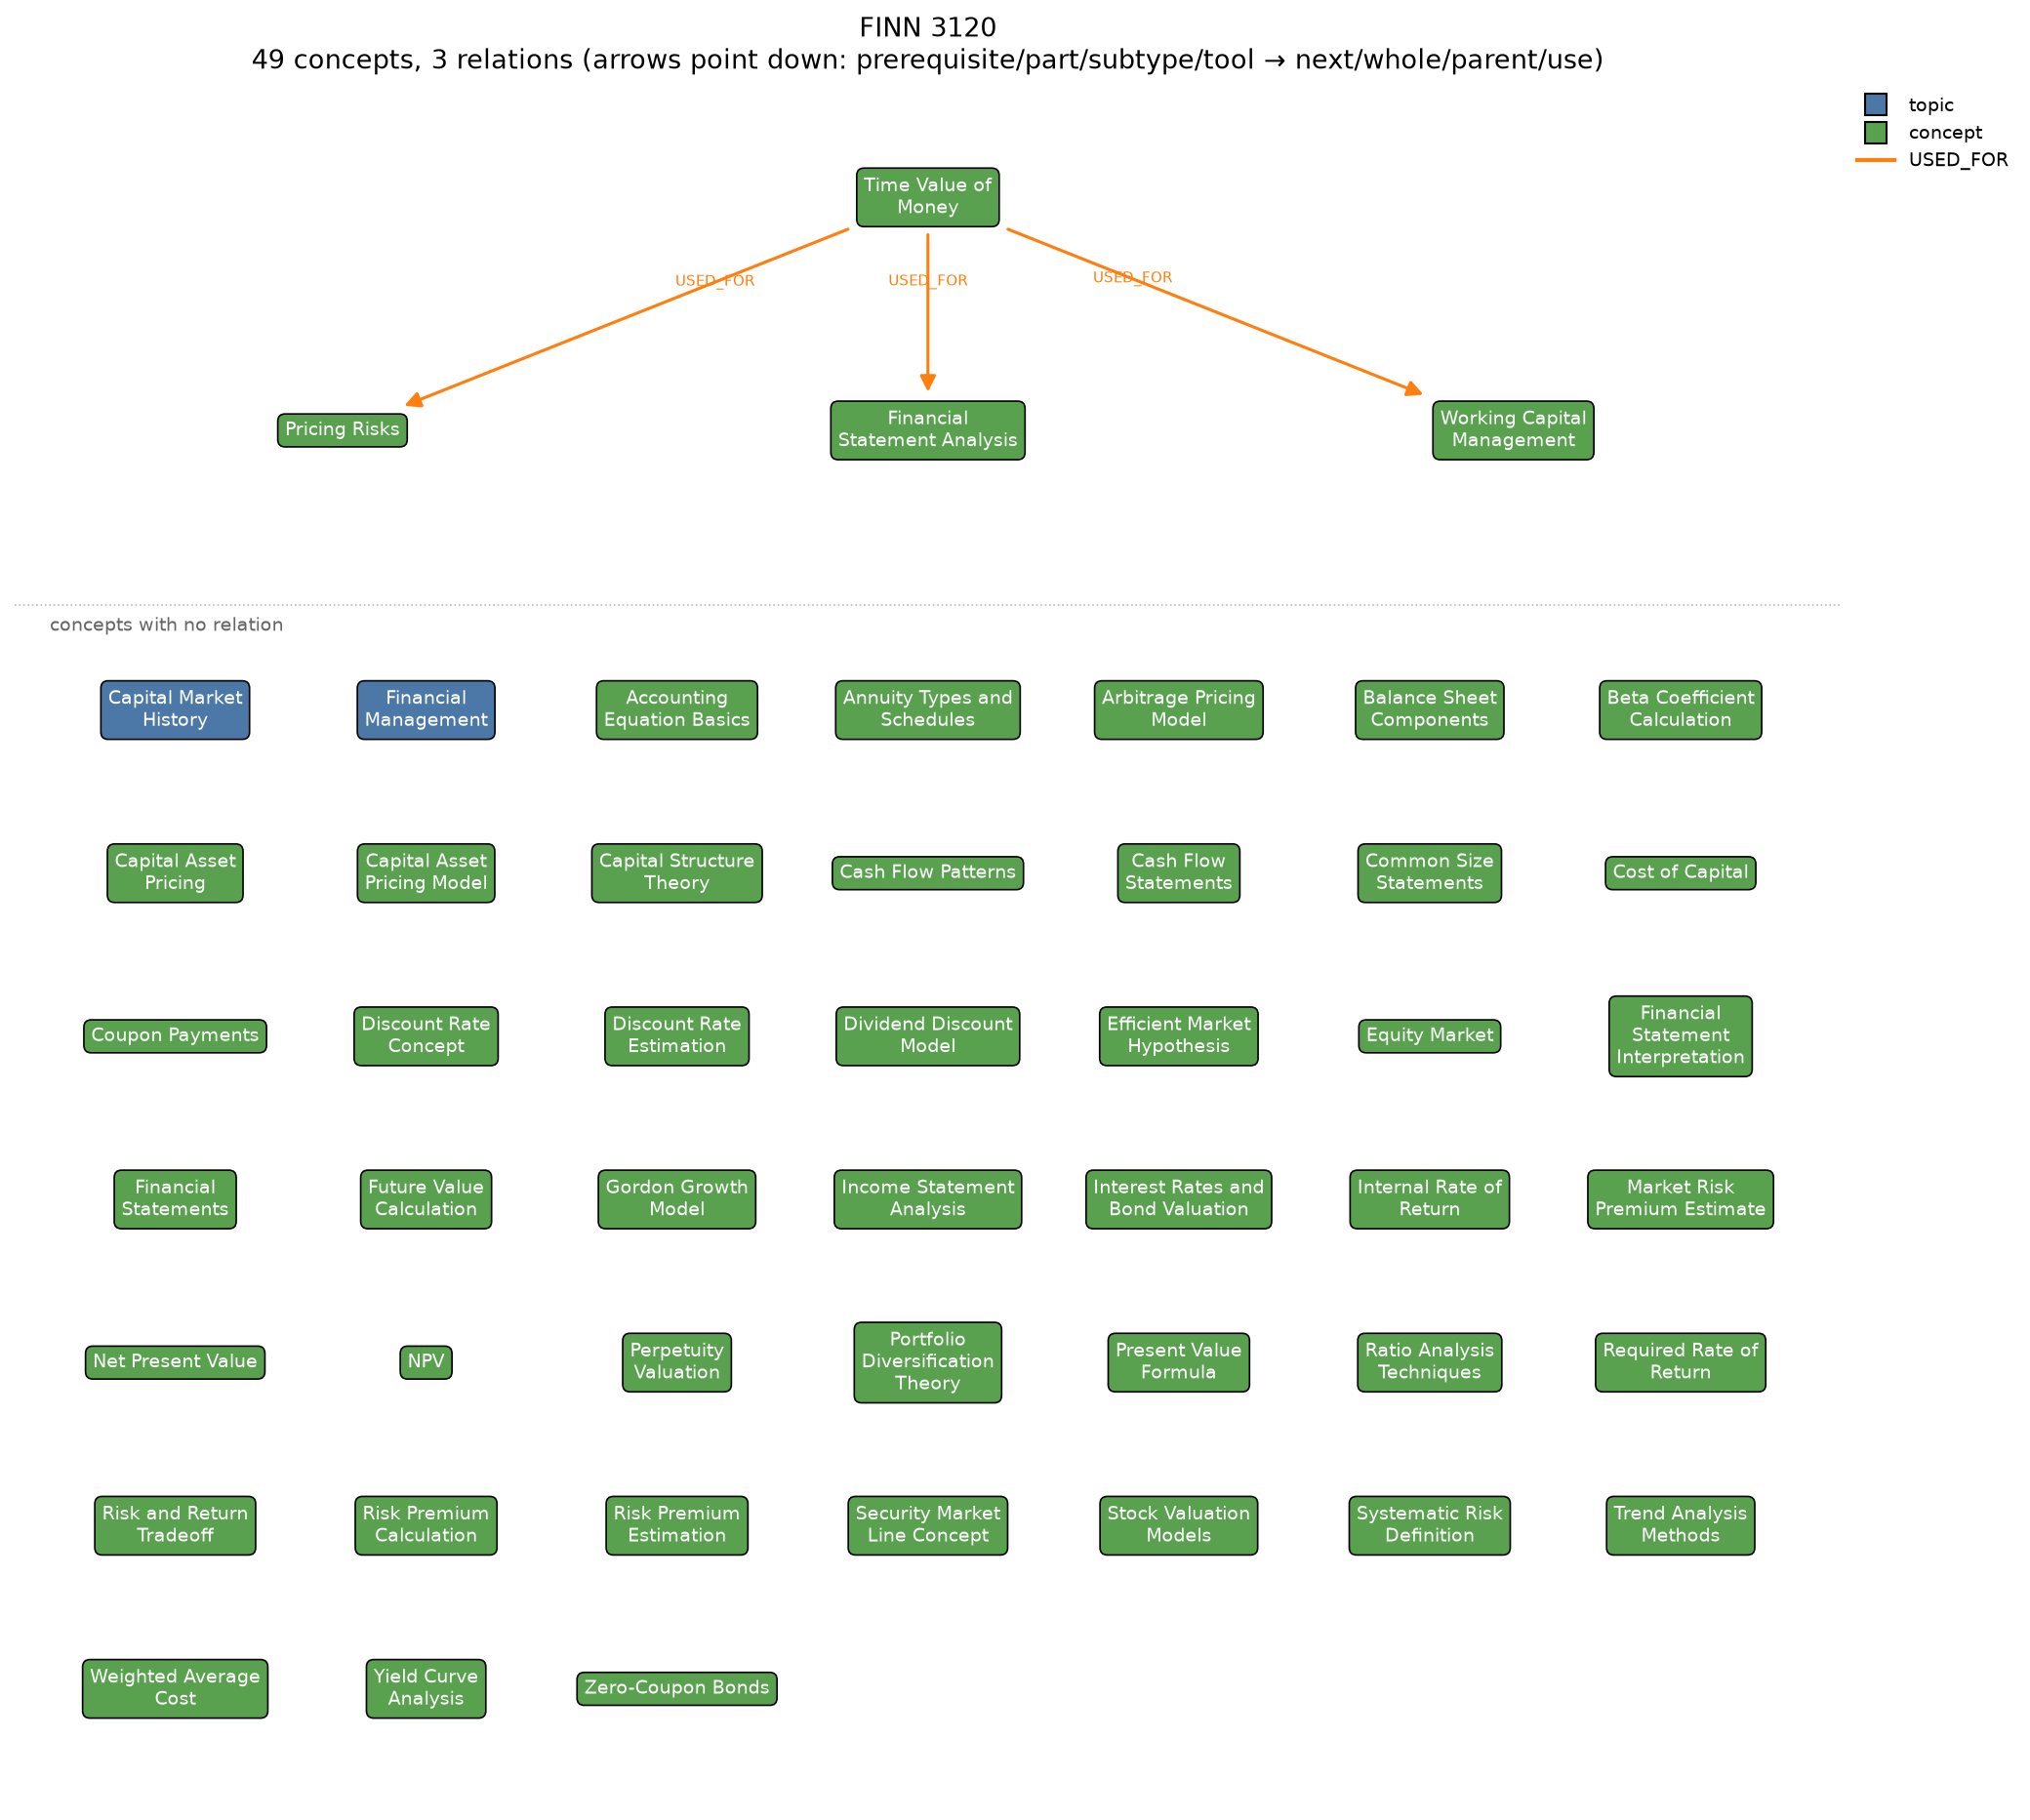 FINN 3120
49 concepts, 3 relations (arrows point down: prerequisite/part/subtype/tool → next/whole/parent/use)
topic
concept
USED_FOR
Time Value of
Money
USED_FOR
USED_FOR
USED_FOR
Pricing Risks
Financial
Statement Analysis
Working Capital
Management
concepts with no relation
Capital Market
History
Financial
Management
Accounting
Equation Basics
Annuity Types and
Schedules
Arbitrage Pricing
Model
Balance Sheet
Components
Beta Coefficient
Calculation
Capital Asset
Pricing
Capital Asset
Pricing Model
Capital Structure
Theory
Cash Flow Patterns
Cash Flow
Statements
Common Size
Statements
Cost of Capital
Coupon Payments
Discount Rate
Concept
Discount Rate
Estimation
Dividend Discount
Model
Efficient Market
Hypothesis
Equity Market
Financial
Statement
Interpretation
Financial
Statements
Future Value
Calculation
Gordon Growth
Model
Income Statement
Analysis
Interest Rates and
Bond Valuation
Internal Rate of
Return
Market Risk
Premium Estimate
Net Present Value
NPV
Perpetuity
Valuation
Portfolio
Diversification
Theory
Present Value
Formula
Ratio Analysis
Techniques
Required Rate of
Return
Risk and Return
Tradeoff
Risk Premium
Calculation
Risk Premium
Estimation
Security Market
Line Concept
Stock Valuation
Models
Systematic Risk
Definition
Trend Analysis
Methods
Weighted Average
Cost
Yield Curve
Analysis
Zero-Coupon Bonds